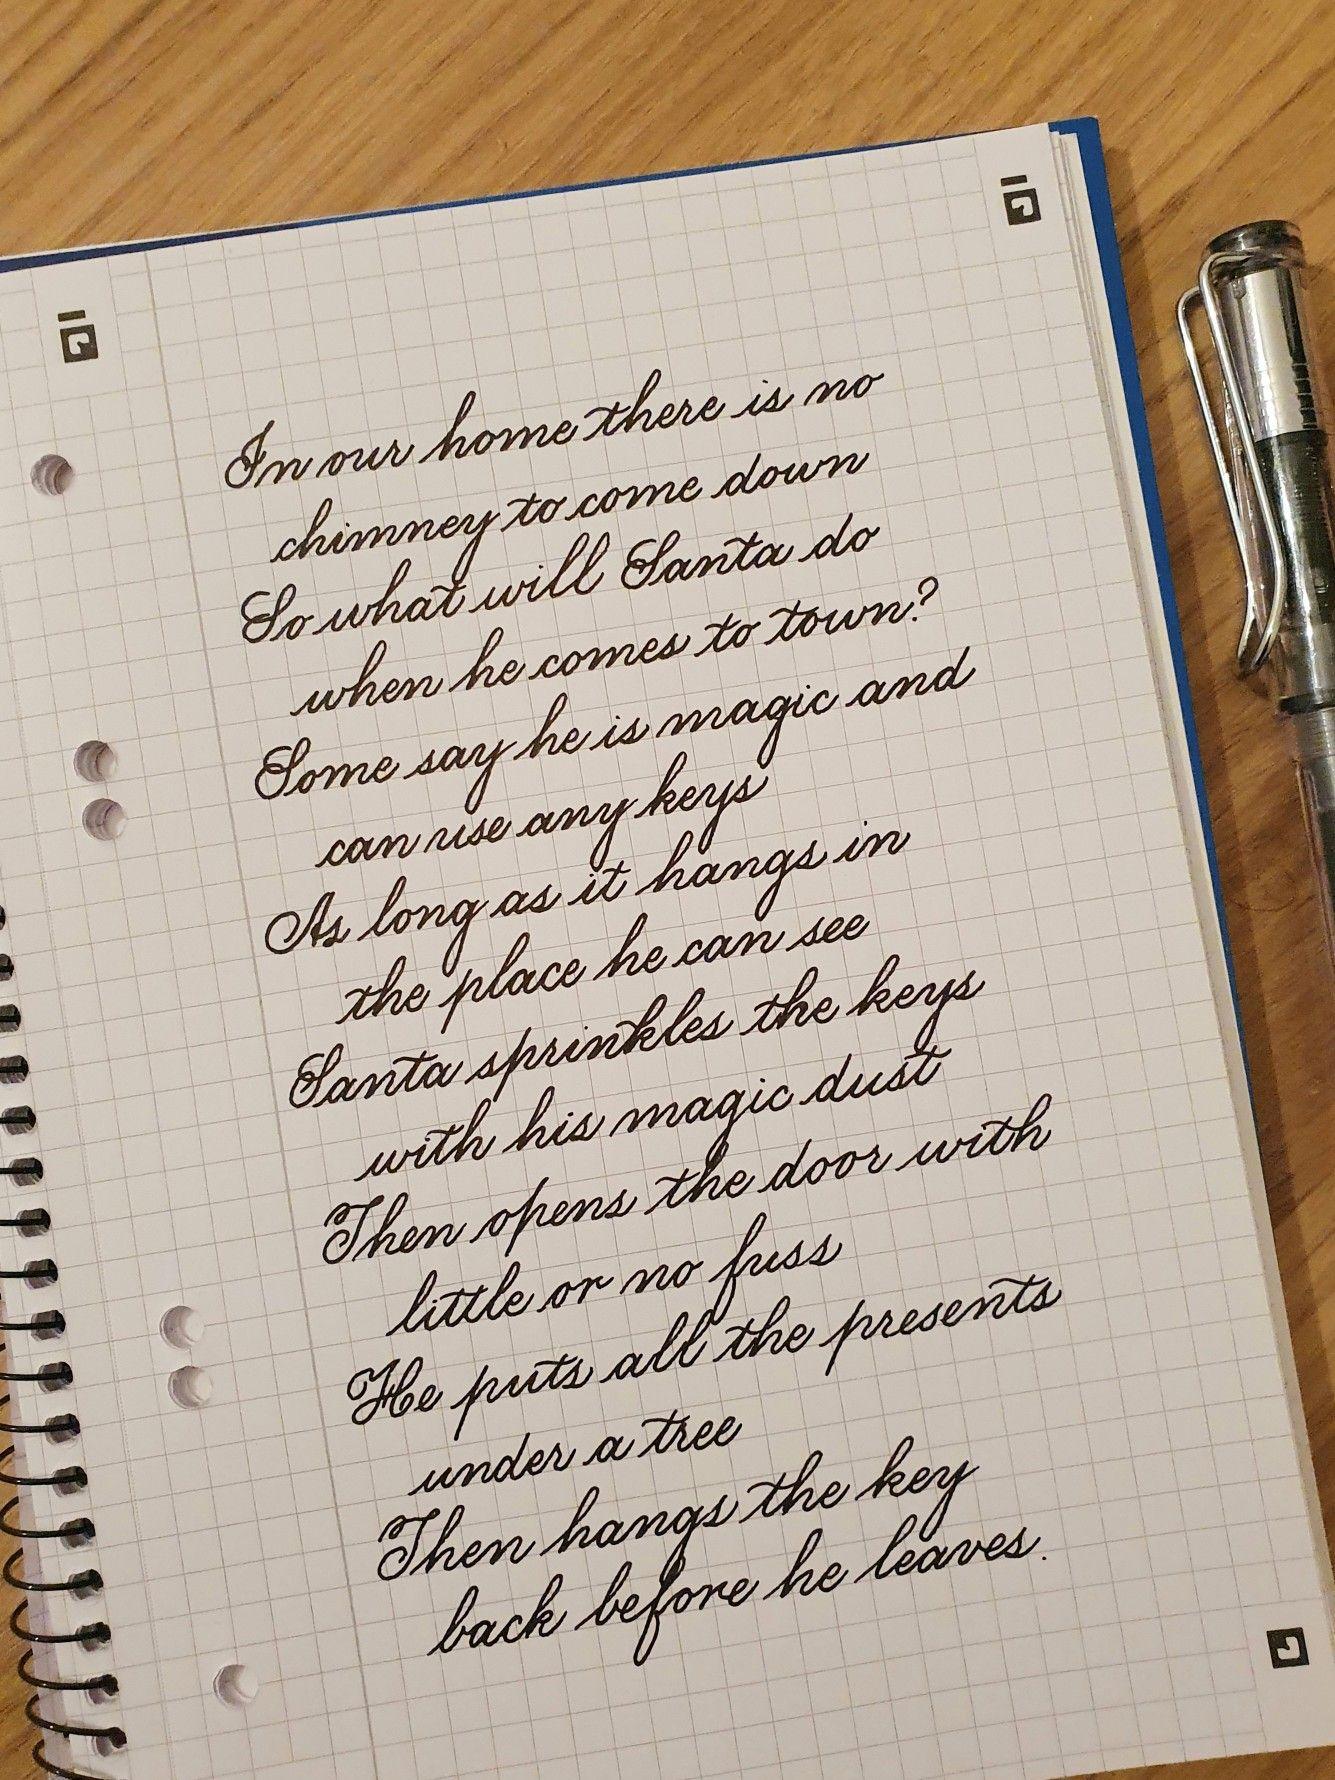 In our home there is no
chimney to come down
So what will Santa do
when he comes to town?
Some say he is magic and
can use any keys
As long as it hangs in
the place he can see
Santa sprinkles the keys
with his magic dust
Then opens the door with
little or no fuss
He puts all the presents
under a tree
Then hangs the key
back before he leaves.